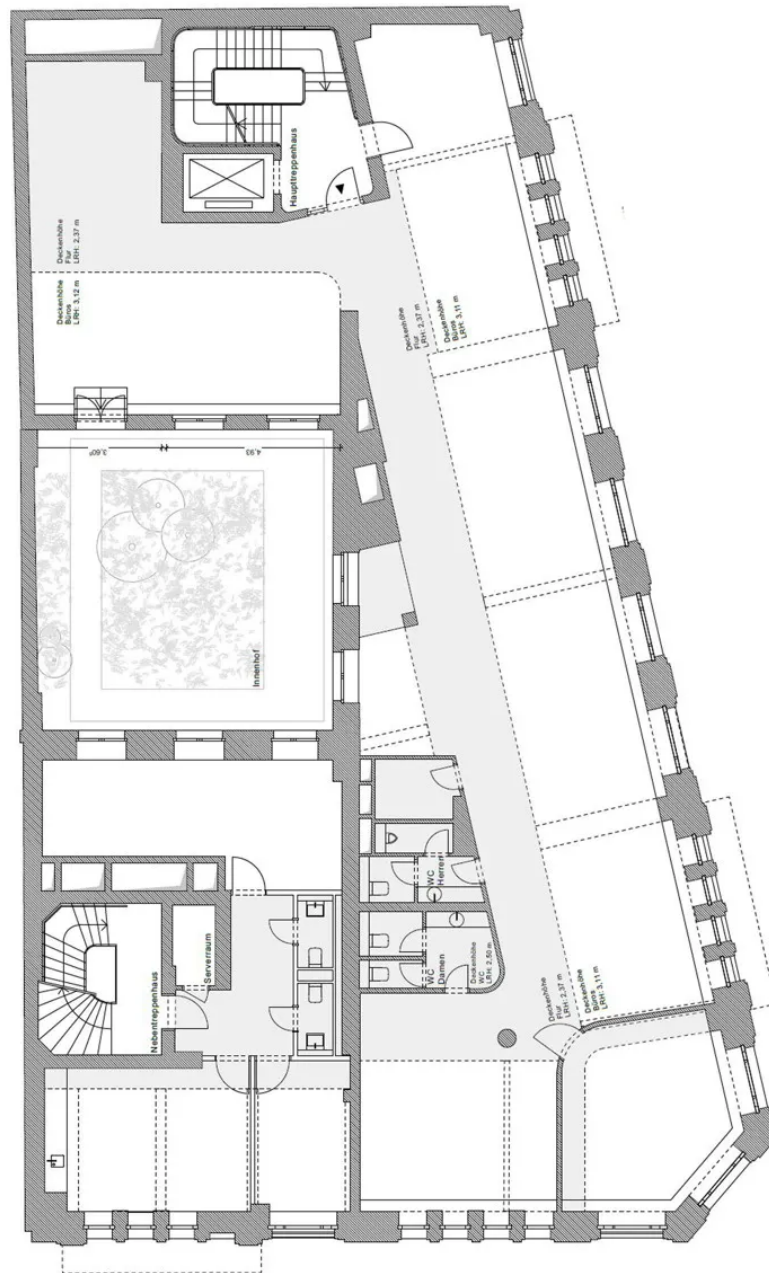 Haupttreppenhaus
Deckenhöhe
Flur
LRH: 2,37 m
Deckenhöhe
Büros
LRH: 3,12 m
Deckenhöhe
Flur
LRH: 2,37 m
Deckenhöhe
Büros
LRH: 3,11 m
3,60⁵
4,93
Innenhof
WC
Herren
WC
Damen
Deckenhöhe
WC
LRH: 2,50 m
Serverraum
Nebentreppenhaus
Deckenhöhe
Flur
LRH: 2,37 m
Deckenhöhe
Büros
LRH: 3,11 m